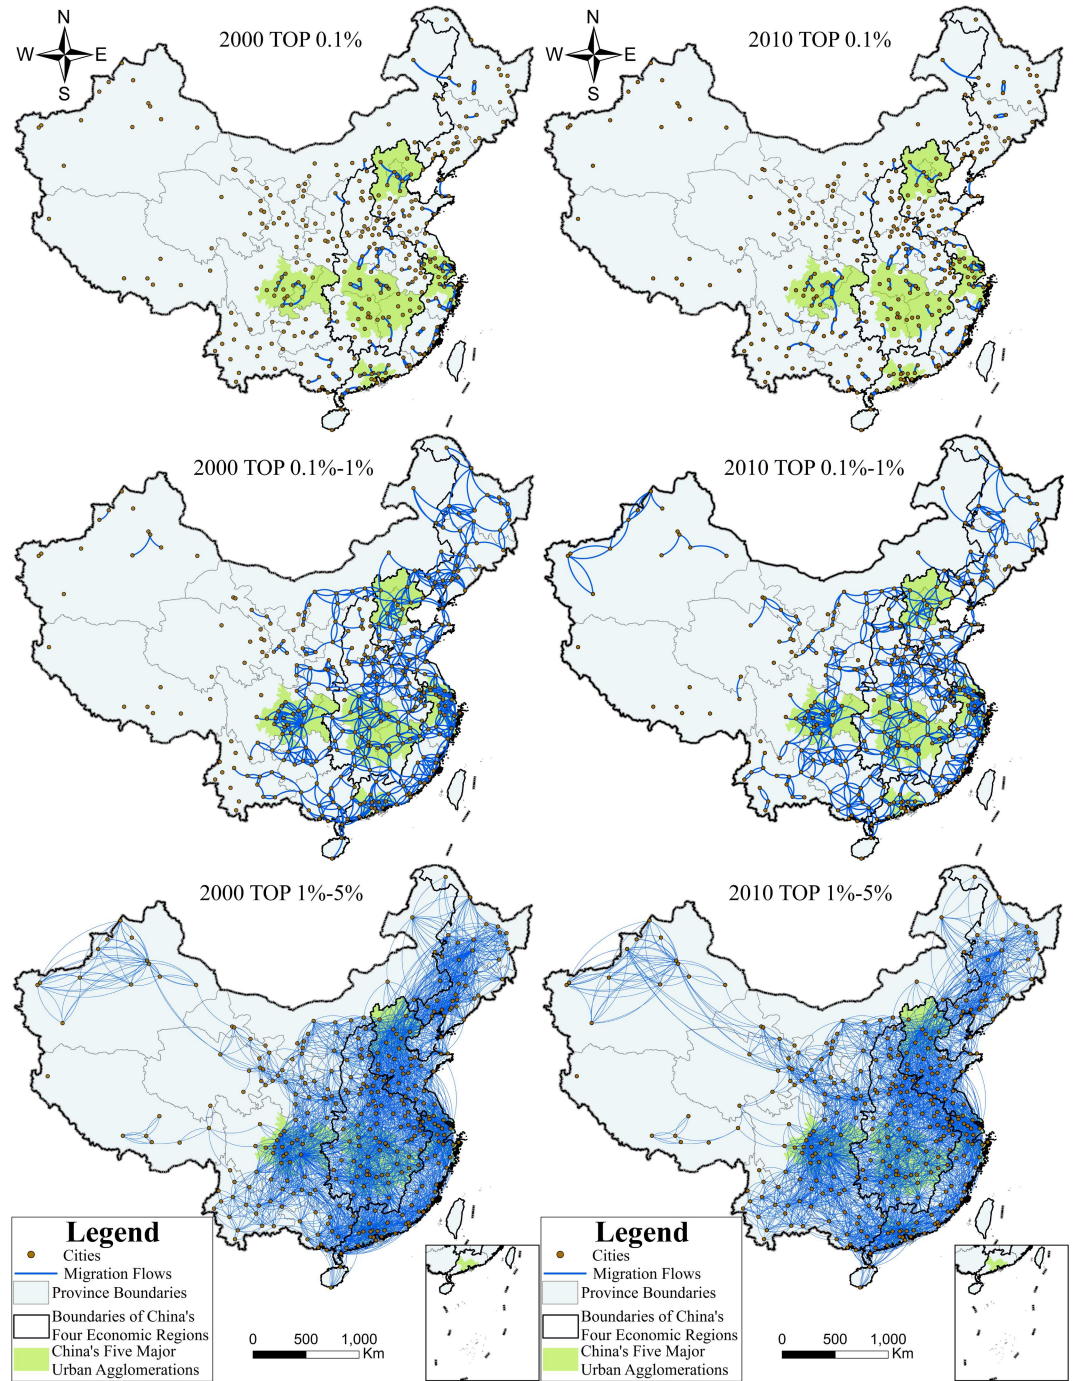 N
W E
S
2000 TOP 0.1%
N
W E
S
2010 TOP 0.1%
2000 TOP 0.1%-1%
2010 TOP 0.1%-1%
2000 TOP 1%-5%
2010 TOP 1%-5%
Legend
Cities
Migration Flows
Province Boundaries
Boundaries of China's
Four Economic Regions
China's Five Major
Urban Agglomerations
0 500 1,000
Km
Legend
Cities
Migration Flows
Province Boundaries
Boundaries of China's
Four Economic Regions
China's Five Major
Urban Agglomerations
0 500 1,000
Km